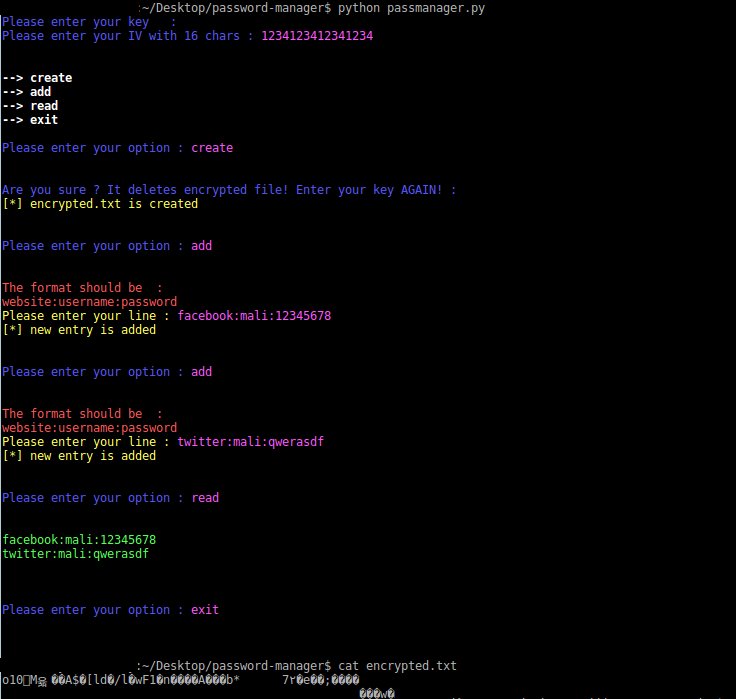 :~/Desktop/password-manager$ python passmanager.py
Please enter your key   :
Please enter your IV with 16 chars : 1234123412341234
--> create
--> add
--> read
--> exit
Please enter your option : create
Are you sure ? It deletes encrypted file! Enter your key AGAIN! :
[*] encrypted.txt is created
Please enter your option : add
The format should be  :
website:username:password
Please enter your line : facebook:mali:12345678
[*] new entry is added
Please enter your option : add
The format should be  :
website:username:password
Please enter your line : twitter:mali:qwerasdf
[*] new entry is added
Please enter your option : read
facebook:mali:12345678
twitter:mali:qwerasdf
Please enter your option : exit
:~/Desktop/password-manager$ cat encrypted.txt